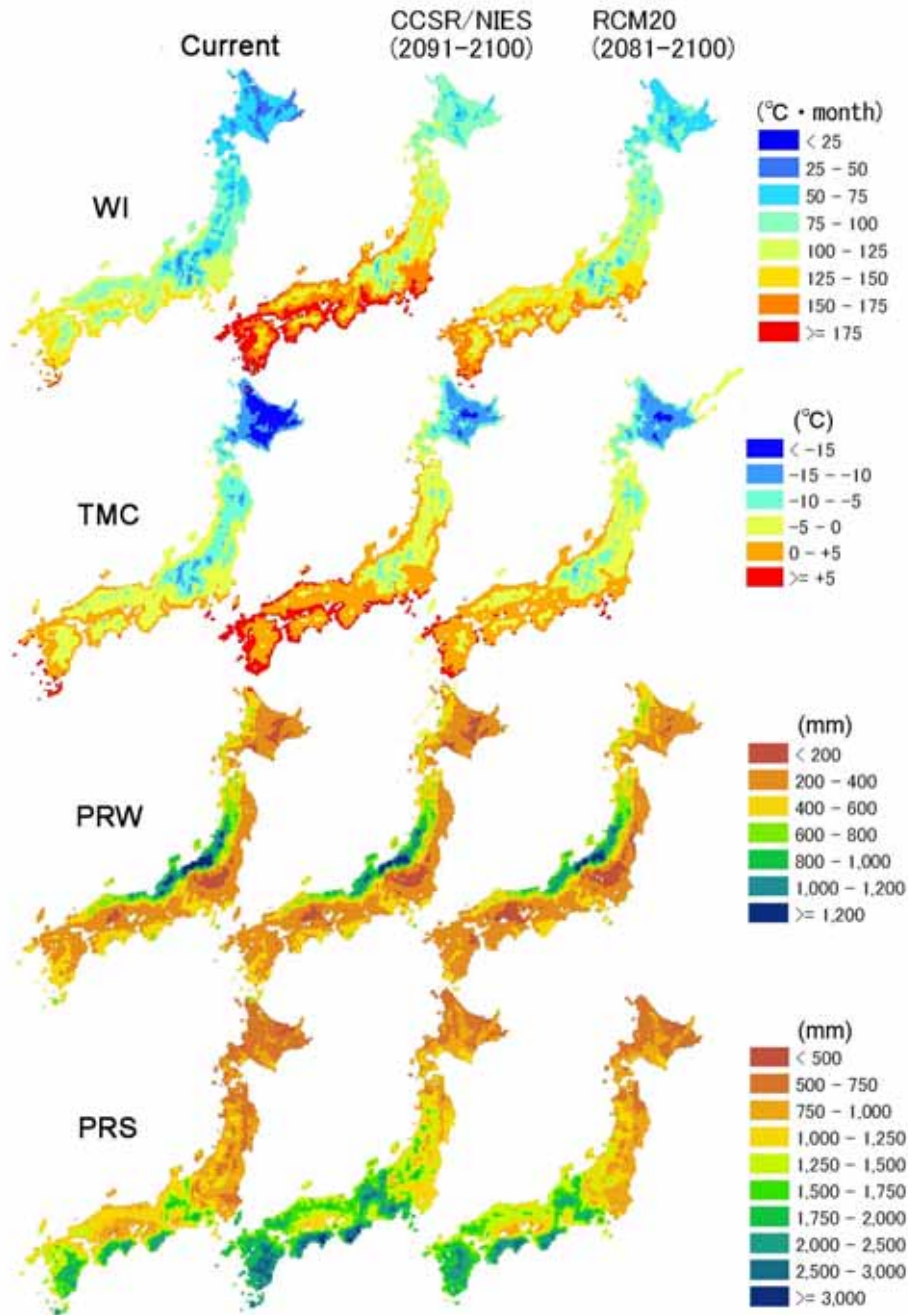 Current
CCSR/NIES
(2091-2100)
RCM20
(2081-2100)
WI
(℃・month)
< 25
25 - 50
50 - 75
75 - 100
100 - 125
125 - 150
150 - 175
>= 175
TMC
(℃)
< -15
-15 - -10
-10 - -5
-5 - 0
0 - +5
>= +5
PRW
(mm)
< 200
200 - 400
400 - 600
600 - 800
800 - 1,000
1,000 - 1,200
>= 1,200
PRS
(mm)
< 500
500 - 750
750 - 1,000
1,000 - 1,250
1,250 - 1,500
1,500 - 1,750
1,750 - 2,000
2,000 - 2,500
2,500 - 3,000
>= 3,000